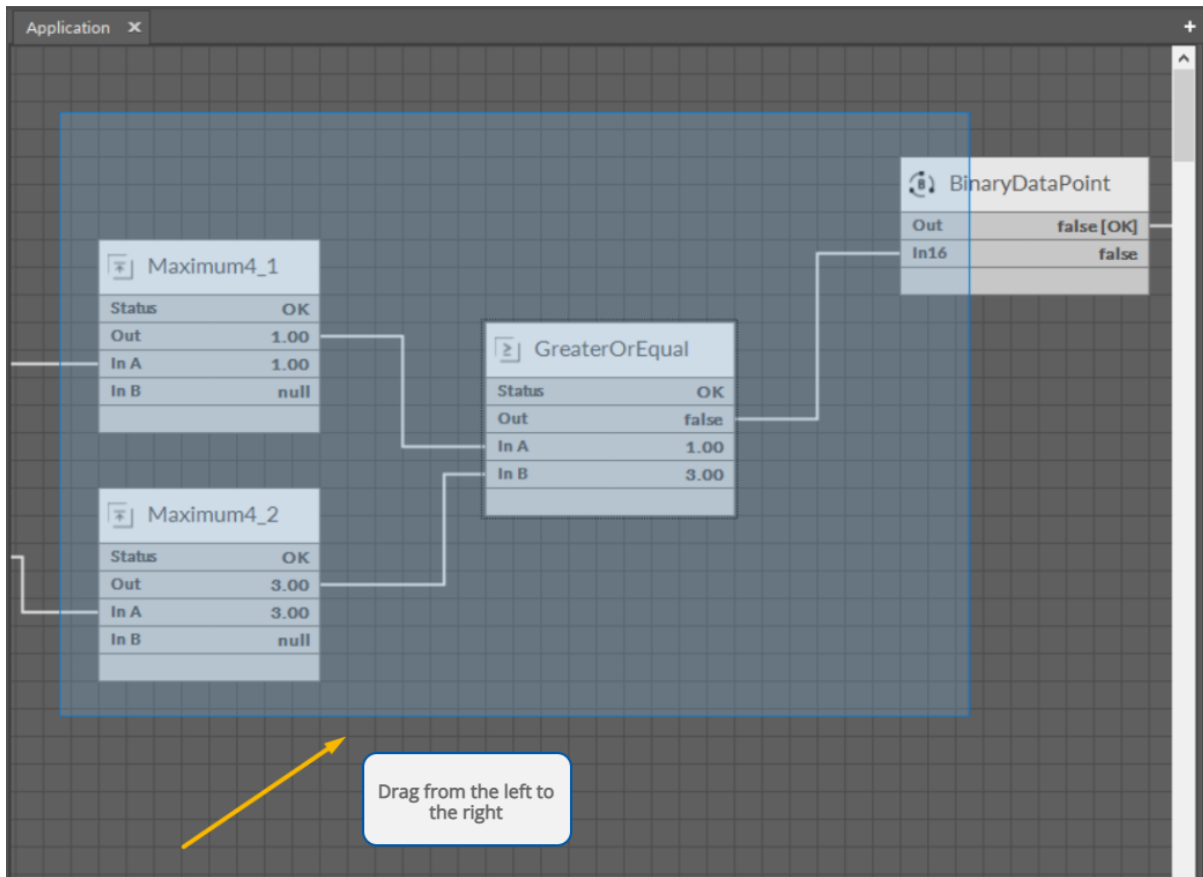 Application
Maximum4_1
Status OK
Out 1.00
In A 1.00
In B null
Maximum4_2
Status OK
Out 3.00
In A 3.00
In B null
GreaterOrEqual
Status OK
Out false
In A 1.00
In B 3.00
BinaryDataPoint
Out false [OK]
In16 false
Drag from the left to
the right